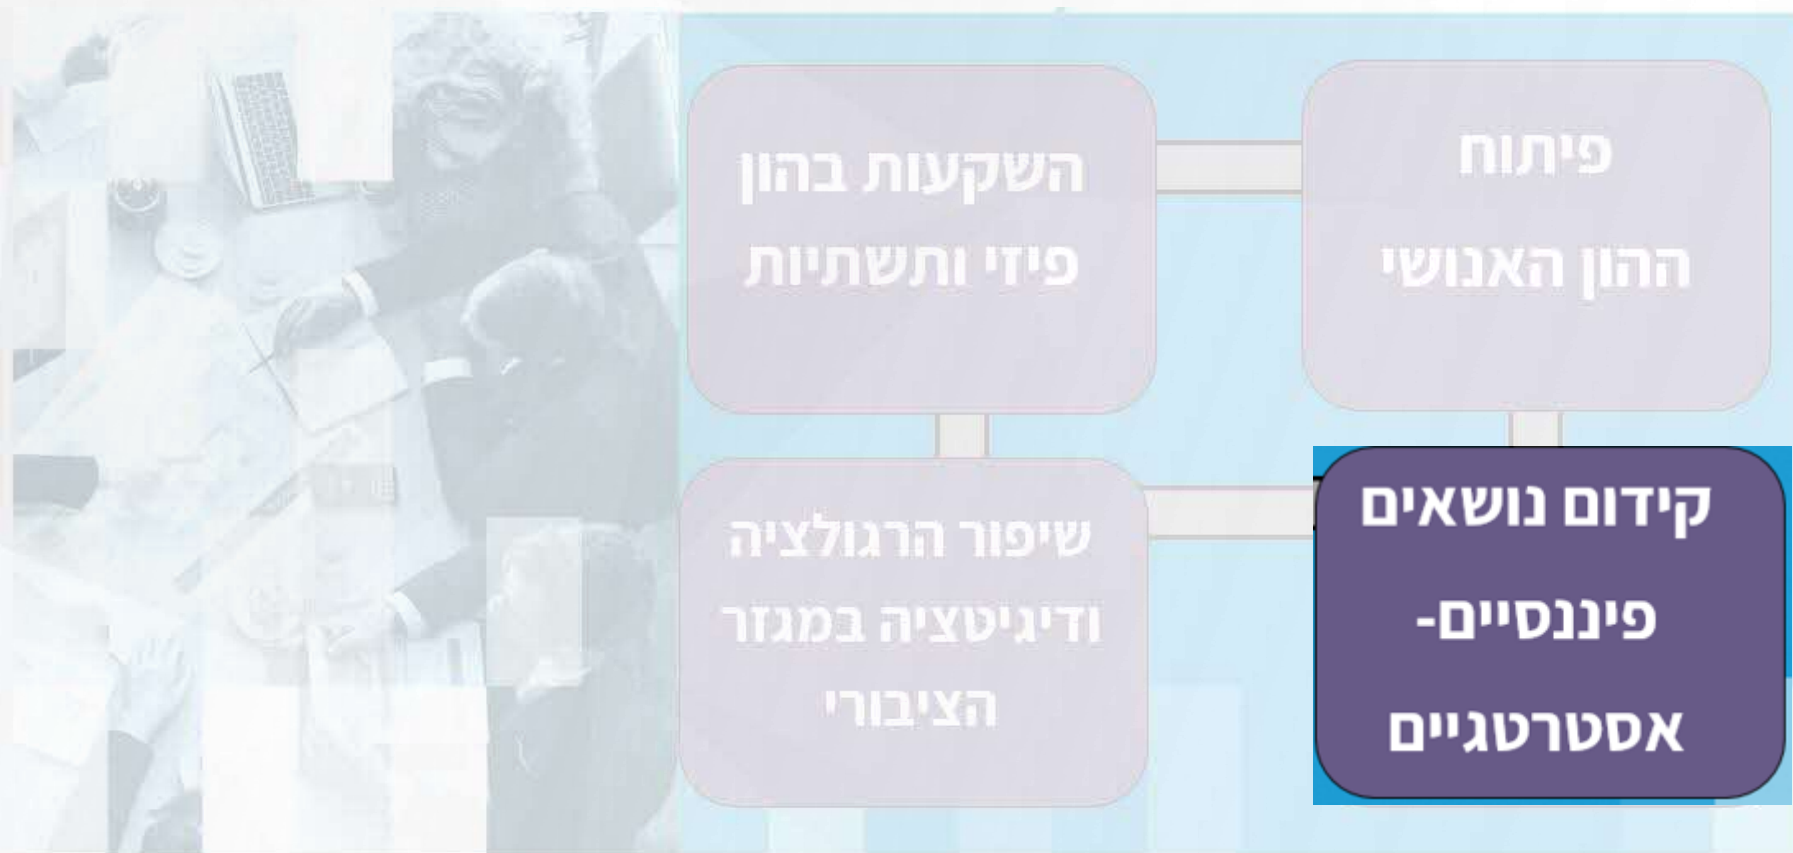 פיתוח
ההון האנושי
השקעות בהון
פיזי ותשתיות
קידום נושאים
פיננסיים-
אסטרטגיים
שיפור הרגולציה
ודיגיטציה במגזר
הציבורי